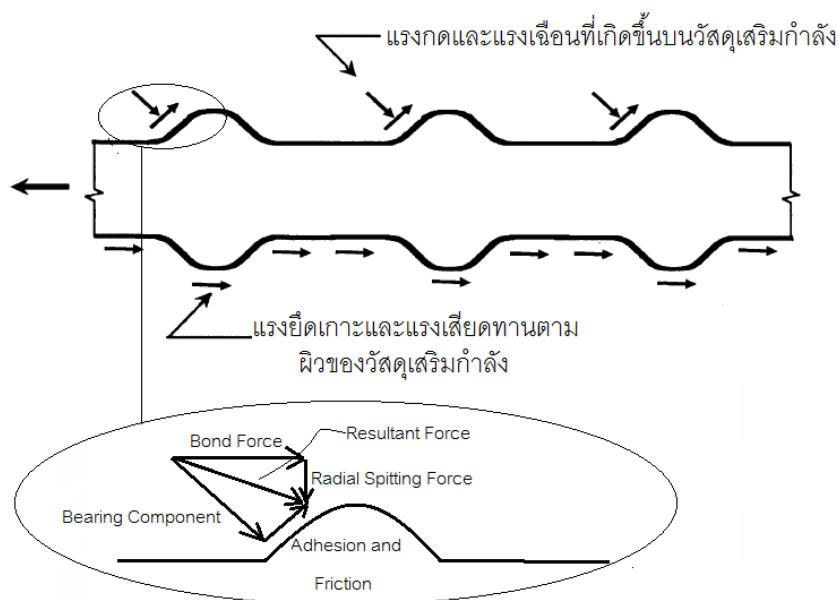 แรงกดและแรงเฉือนที่เกิดขึ้นบนวัสดุเสริมกำลัง
แรงยึดเกาะและแรงเสียดทานตาม
ผิวของวัสดุเสริมกำลัง
Bond Force
Resultant Force
Radial Spitting Force
Bearing Component
Adhesion and
Friction